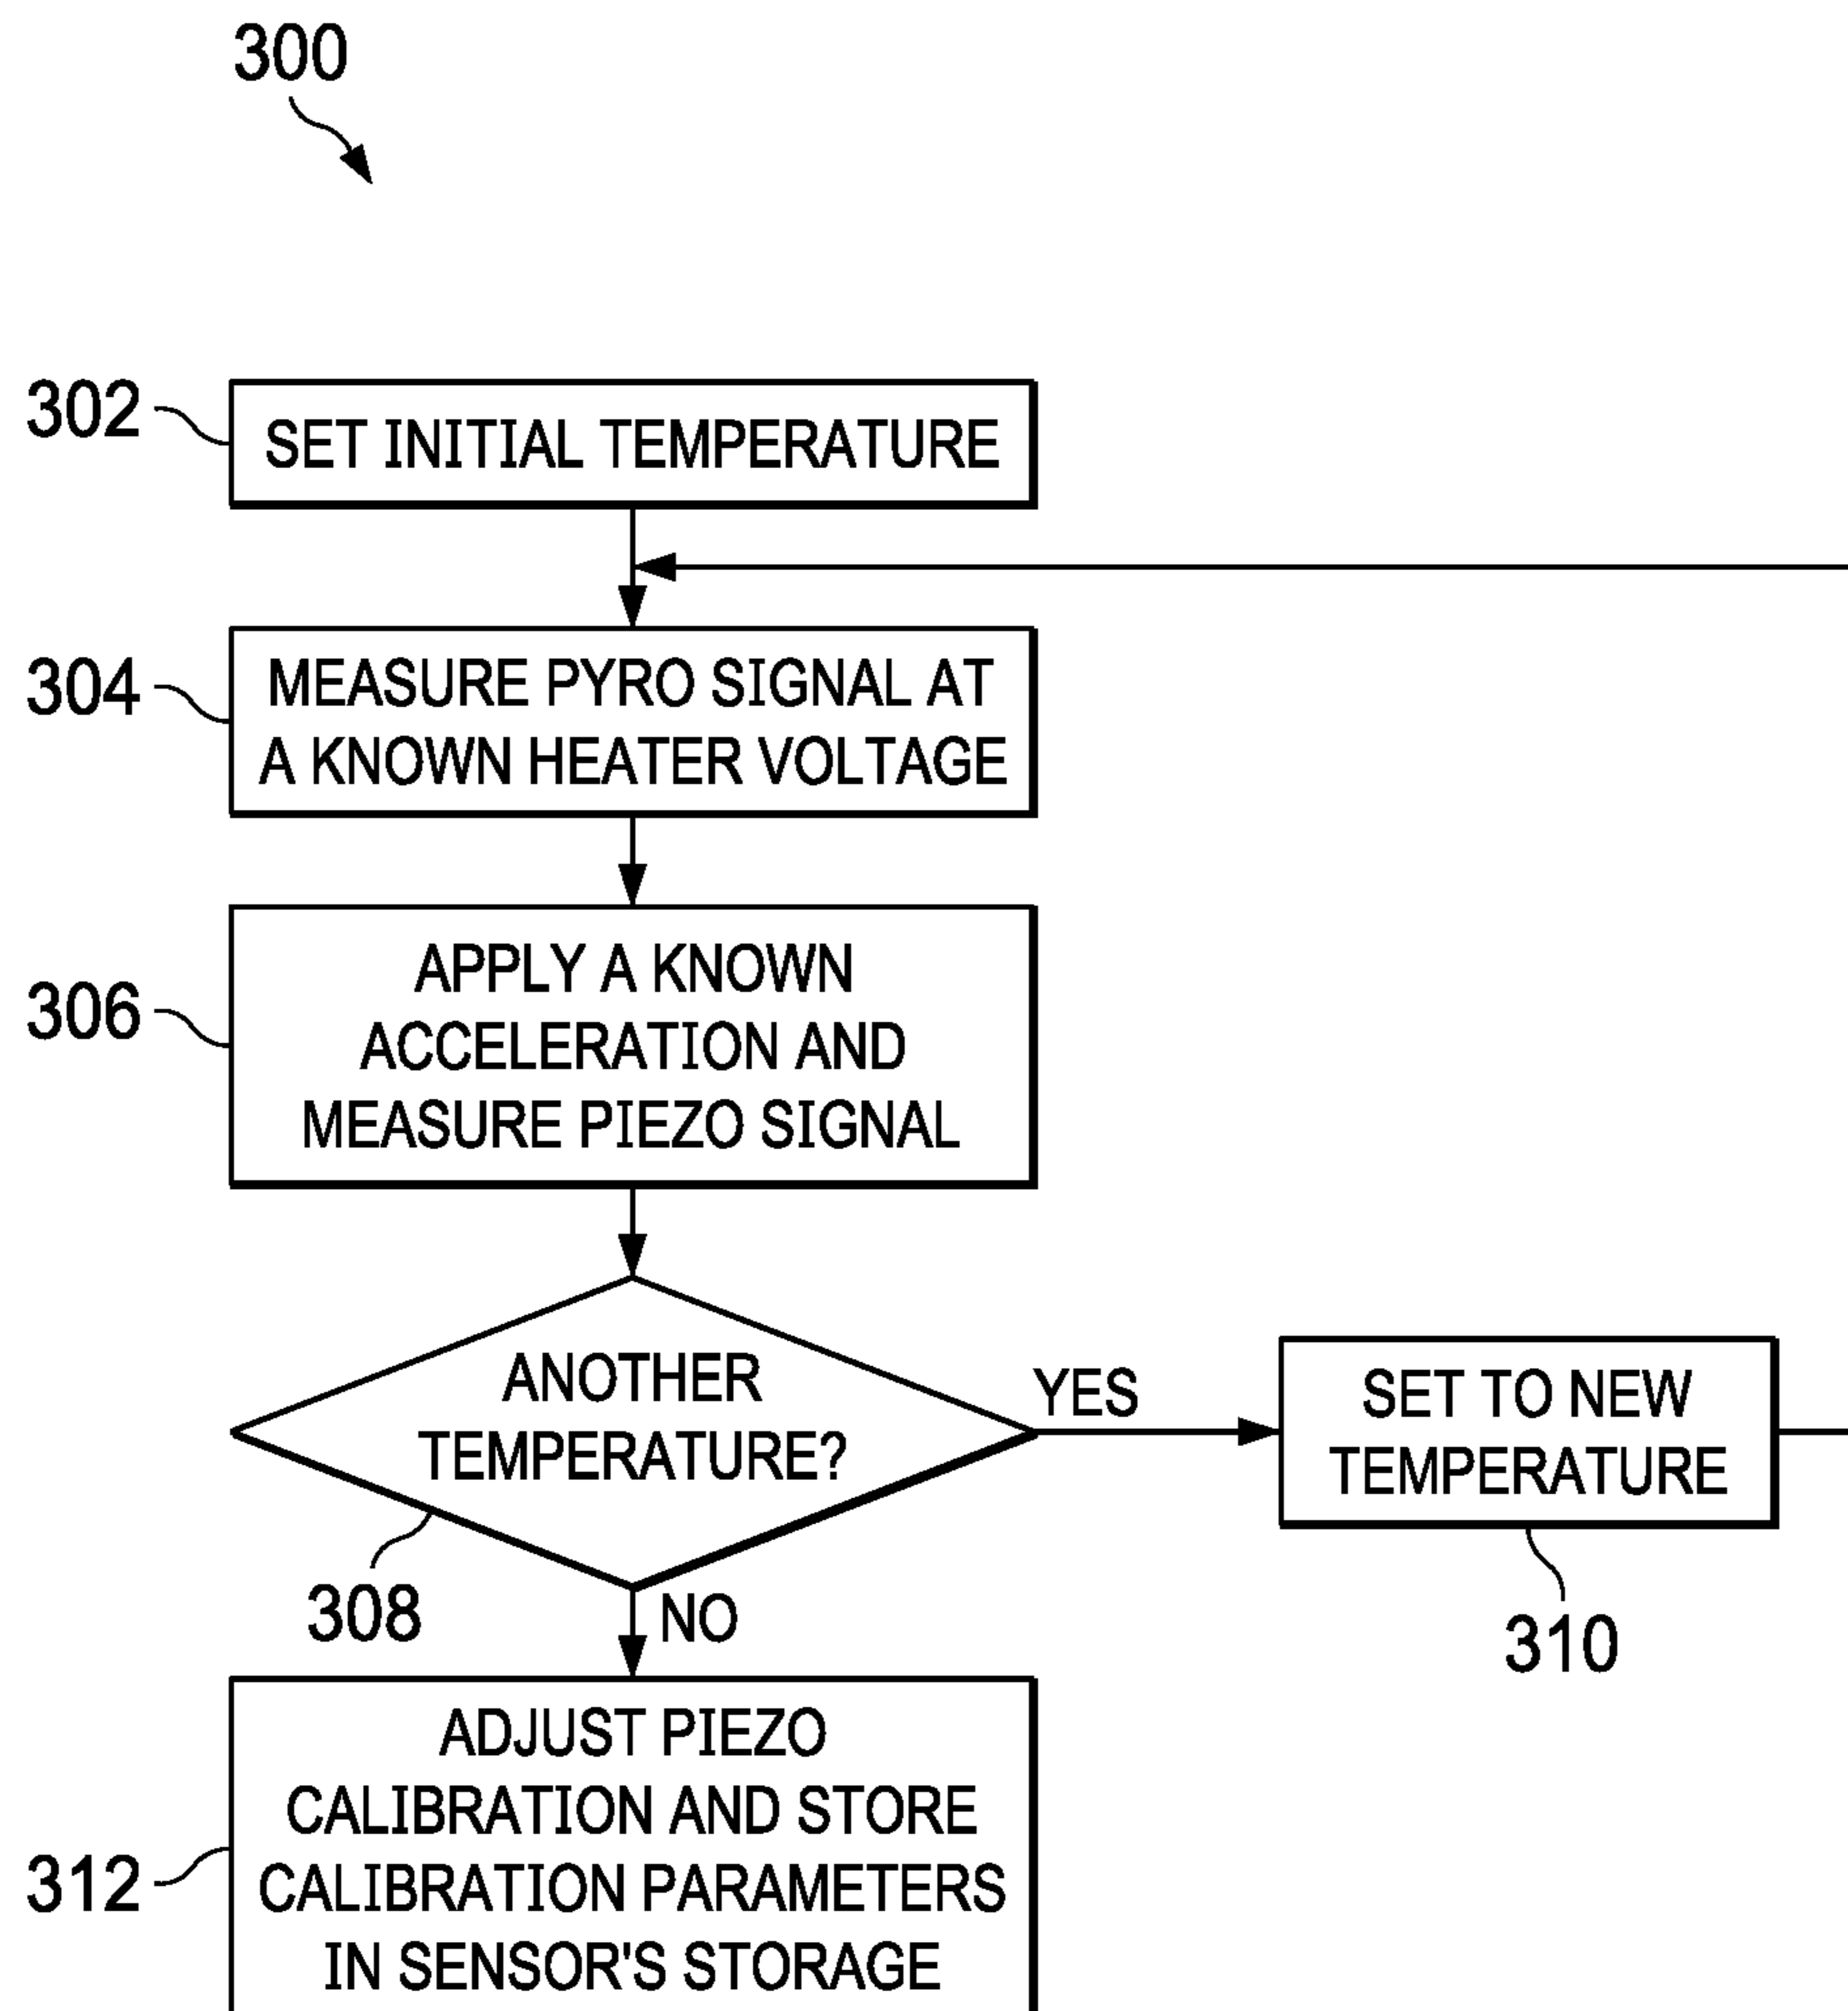 300
302
SET INITIAL TEMPERATURE
304
MEASURE PYRO SIGNAL AT
A KNOWN HEATER VOLTAGE
306
APPLY A KNOWN
ACCELERATION AND
MEASURE PIEZO SIGNAL
ANOTHER
TEMPERATURE?
308
YES
SET TO NEW
TEMPERATURE
310
NO
312
ADJUST PIEZO
CALIBRATION AND STORE
CALIBRATION PARAMETERS
IN SENSOR'S STORAGE